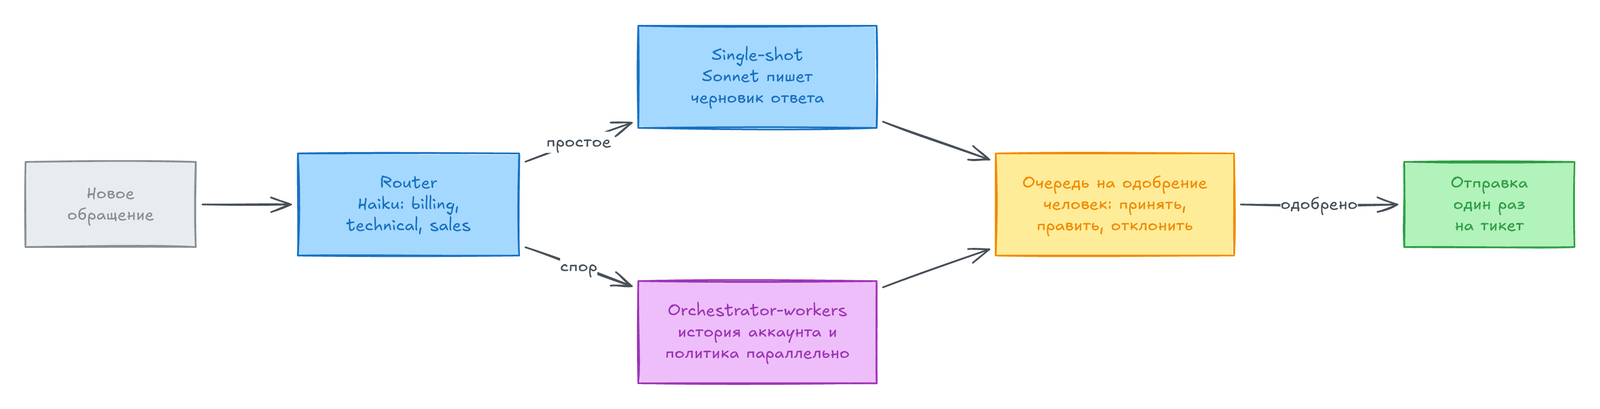 Новое
обращение
Router
Haiku: billing,
technical, sales
простое
спор
Single-shot
Sonnet пишет
черновик ответа
Orchestrator-workers
история аккаунта и
политика параллельно
Очередь на одобрение
человек: принять,
править, отклонить
одобрено
Отправка
один раз
на тикет